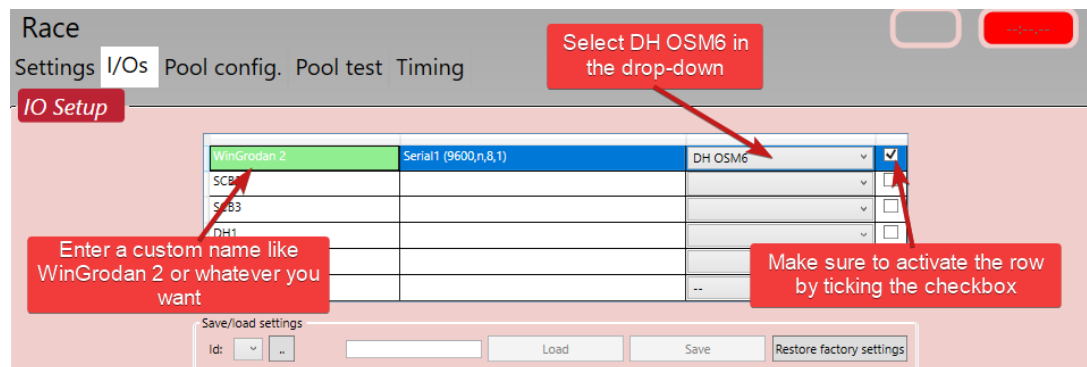 Race
--:--.--
Settings I/Os Pool config. Pool test Timing
Select DH OSM6 in
the drop-down
IO Setup
WinGrodan 2 Serial1 (9600,n,8,1) DH OSM6
SCB3
DH1
Enter a custom name like
WinGrodan 2 or whatever you
want
Make sure to activate the row
by ticking the checkbox
--
Save/load settings
Id: .. Load Save Restore factory settings